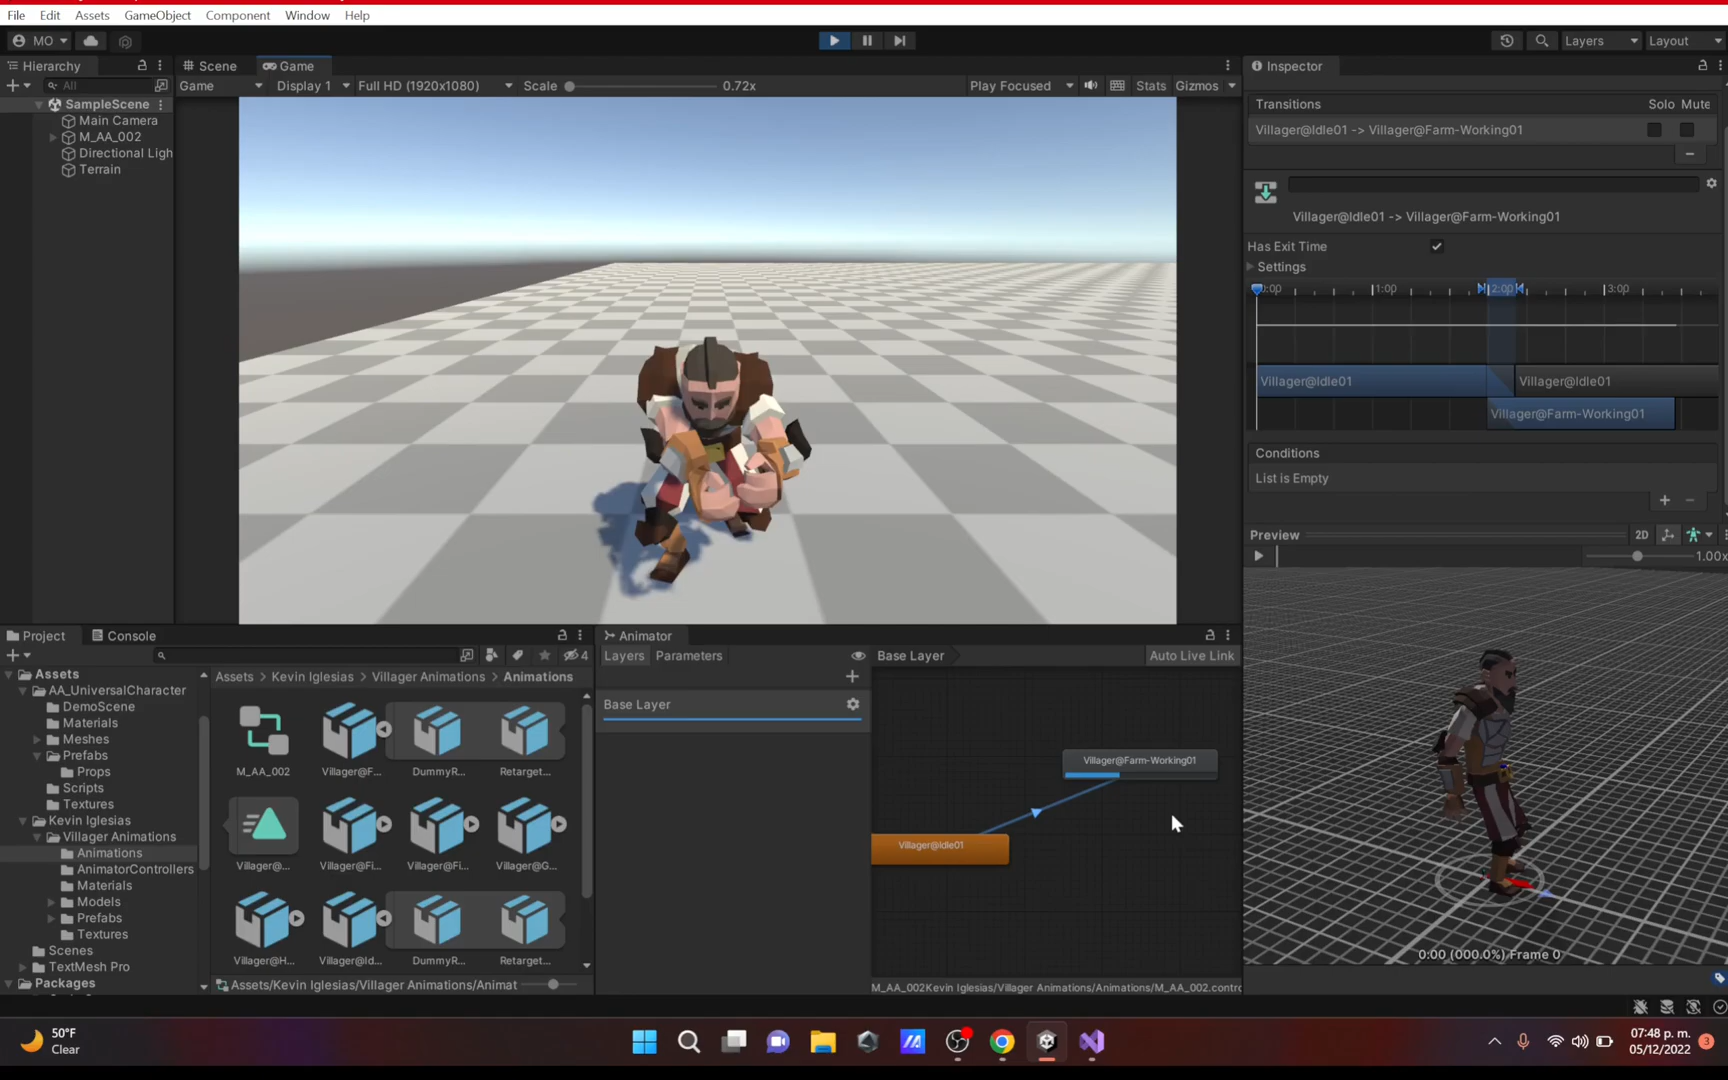 File Edit Assets GameObject Component Window Help
MO
Layers Layout
Hierarchy
All
SampleScene
Main Camera
M_AA_002
Directional Ligh
Terrain
Scene Game
Game Display 1 Full HD (1920x1080) Scale 0.72x Play Focused Stats Gizmos
Inspector
Transitions Solo Mute
Villager@Idle01 -> Villager@Farm-Working01
Villager@Idle01 -> Villager@Farm-Working01
Has Exit Time
Settings
0:00 1:00 2:00 3:00
Villager@Idle01 Villager@Idle01
Villager@Farm-Working01
Conditions
List is Empty
Preview 2D
1.00x
0:00 (000.0%) Frame 0
Project Console
4
Assets
AA_UniversalCharacter
DemoScene
Materials
Meshes
Prefabs
Props
Scripts
Textures
Kevin Iglesias
Villager Animations
Animations
AnimatorControllers
Materials
Models
Prefabs
Textures
Scenes
TextMesh Pro
Packages
Assets > Kevin Iglesias > Villager Animations > Animations
M_AA_002 Villager@F... DummyR... Retarget...
Villager@... Villager@Fi... Villager@Fi... Villager@G...
Villager@H... Villager@Id... DummyR... Retarget...
Assets/Kevin Iglesias/Villager Animations/Animat
Animator
Layers Parameters Base Layer Auto Live Link
Base Layer
Villager@Farm-Working01
Villager@Idle01
M_AA_002Kevin Iglesias/Villager Animations/Animations/M_AA_002.contro
50°F
Clear
07:48 p. m.
05/12/2022
3